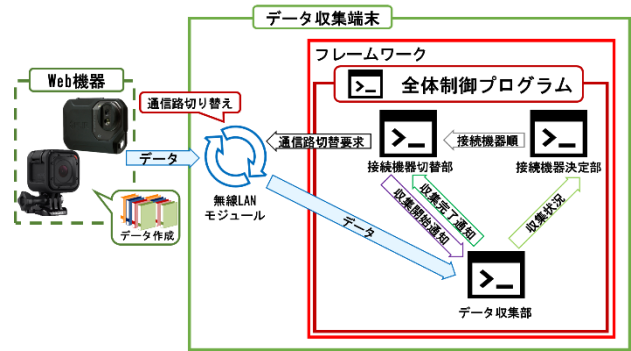 データ収集端末
フレームワーク
Web機器
全体制御プログラム
通信路切り替え
通信路切替要求
接続機器順
データ
接続機器切替部
接続機器決定部
無線LAN
モジュール
データ作成
データ
収集開始通知
収集完了通知
収集状況
データ収集部